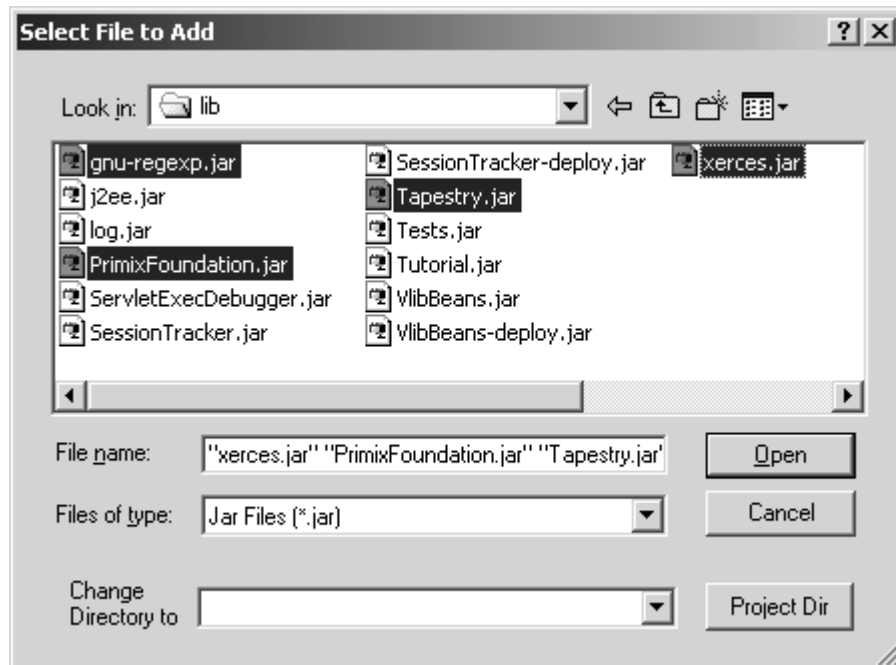 Select File to Add
Look in: lib
gnu-regexp.jar
j2ee.jar
log.jar
PrimixFoundation.jar
ServletExecDebugger.jar
SessionTracker.jar
SessionTracker-deploy.jar
Tapestry.jar
Tests.jar
Tutorial.jar
VlibBeans.jar
VlibBeans-deploy.jar
xerces.jar
File name: "xerces.jar" "PrimixFoundation.jar" "Tapestry.jar" Open
Files of type: Jar Files (*.jar) Cancel
Change
Directory to Project Dir